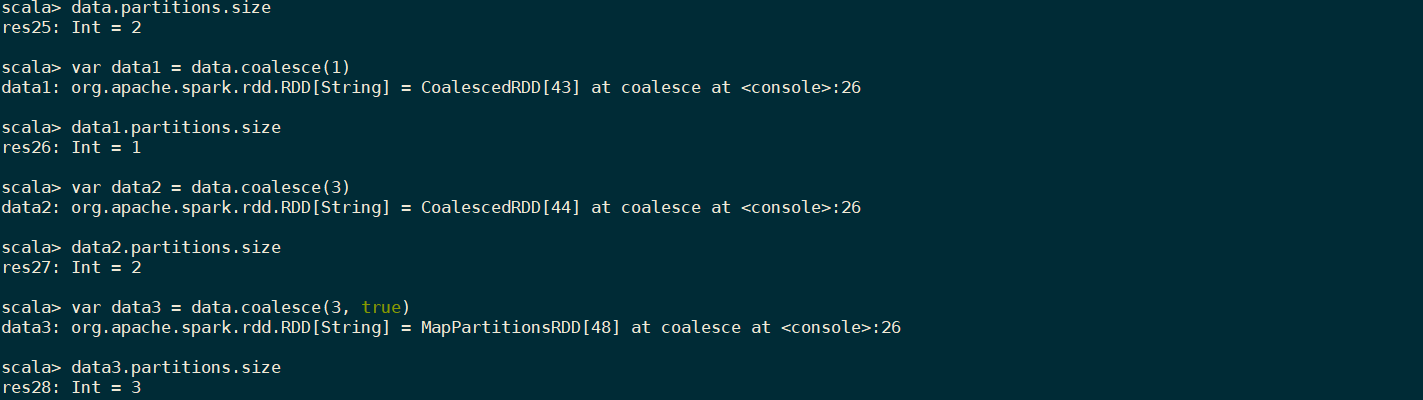 scala> data.partitions.size
res25: Int = 2
scala> var data1 = data.coalesce(1)
data1: org.apache.spark.rdd.RDD[String] = CoalescedRDD[43] at coalesce at <console>:26
scala> data1.partitions.size
res26: Int = 1
scala> var data2 = data.coalesce(3)
data2: org.apache.spark.rdd.RDD[String] = CoalescedRDD[44] at coalesce at <console>:26
scala> data2.partitions.size
res27: Int = 2
scala> var data3 = data.coalesce(3, true)
data3: org.apache.spark.rdd.RDD[String] = MapPartitionsRDD[48] at coalesce at <console>:26
scala> data3.partitions.size
res28: Int = 3